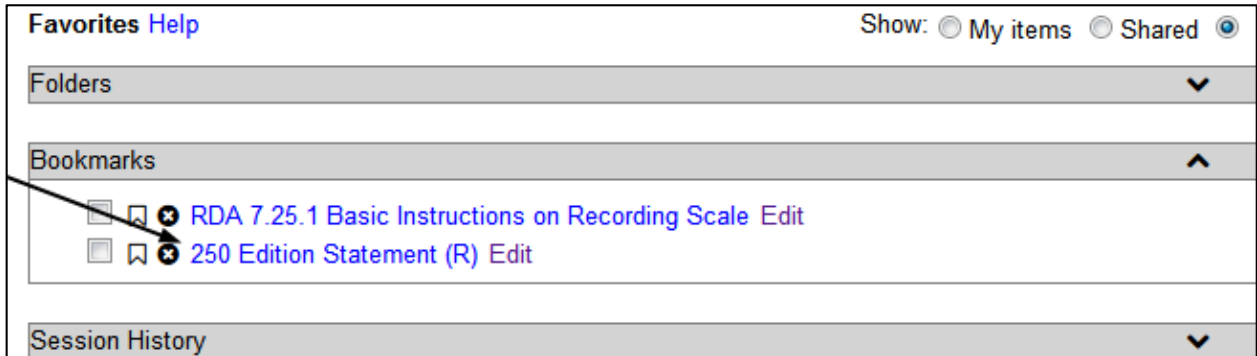 Favorites Help Show: My items Shared
Folders
Bookmarks
RDA 7.25.1 Basic Instructions on Recording Scale Edit
250 Edition Statement (R) Edit
Session History